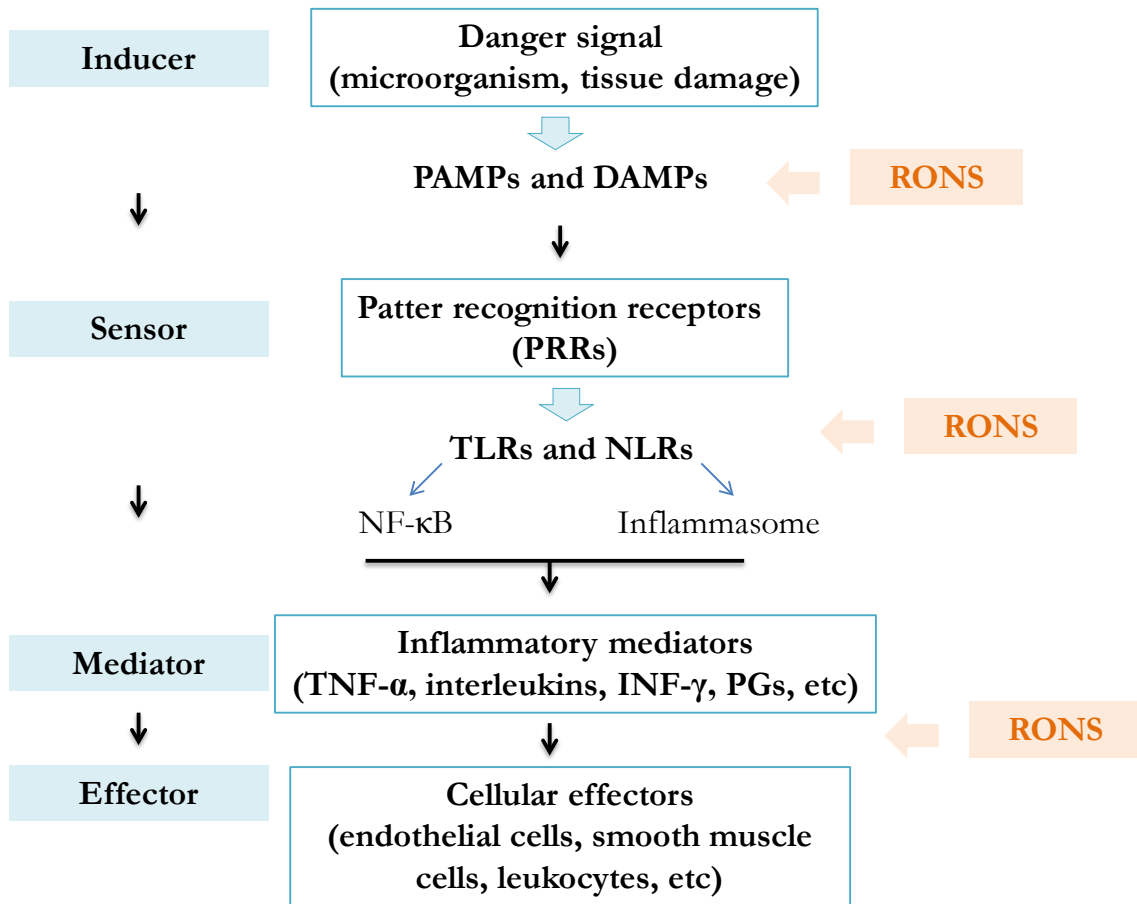 Inducer
Danger signal
(microorganism, tissue damage)
PAMPs and DAMPs
RONS
Sensor
Patter recognition receptors
(PRRs)
TLRs and NLRs
RONS
NF-κB
Inflammasome
Mediator
Inflammatory mediators
(TNF-α, interleukins, INF-γ, PGs, etc)
RONS
Effector
Cellular effectors
(endothelial cells, smooth muscle
cells, leukocytes, etc)